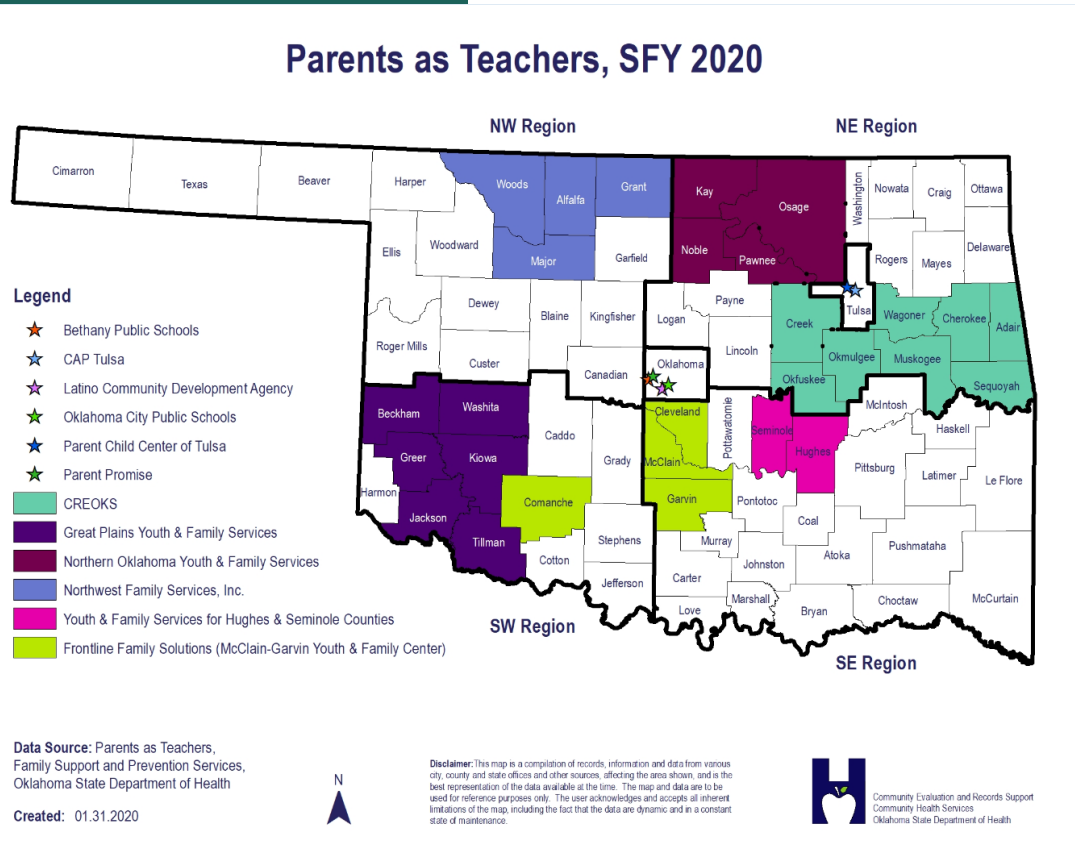 Parents as Teachers, SFY 2020
NW Region
NE Region
Cimarron
Texas
Beaver
Harper
Woods
Alfalfa
Grant
Kay
Osage
Washington
Nowata
Craig
Ottawa
Ellis
Woodward
Major
Garfield
Noble
Pawnee
Rogers
Mayes
Delaware
Dewey
Blaine
Kingfisher
Logan
Payne
Creek
Tulsa
Wagoner
Cherokee
Adair
Roger Mills
Custer
Canadian
Oklahoma
Lincoln
Okmulgee
Muskogee
Okfuskee
Sequoyah
Beckham
Washita
Caddo
Grady
Cleveland
Pottawatomie
Seminole
Hughes
McIntosh
Haskell
Greer
Kiowa
McClain
Pittsburg
Latimer
Le Flore
Harmon
Jackson
Comanche
Garvin
Pontotoc
Coal
Tillman
Cotton
Stephens
Murray
Johnston
Atoka
Pushmataha
Jefferson
Carter
Love
Marshall
Bryan
Choctaw
McCurtain
SW Region
SE Region
Legend
Bethany Public Schools
CAP Tulsa
Latino Community Development Agency
Oklahoma City Public Schools
Parent Child Center of Tulsa
Parent Promise
CREOKS
Great Plains Youth & Family Services
Northern Oklahoma Youth & Family Services
Northwest Family Services, Inc.
Youth & Family Services for Hughes & Seminole Counties
Frontline Family Solutions (McClain-Garvin Youth & Family Center)
Data Source: Parents as Teachers,
Family Support and Prevention Services,
Oklahoma State Department of Health
Created: 01.31.2020
N
Disclaimer: This map is a compilation of records, information and data from various
city, county and state offices and other sources, affecting the area shown, and is the
best representation of the data available at the time. The map and data are to be
used for reference purposes only. The user acknowledges and accepts all inherent
limitations of the map, including the fact that the data are dynamic and in a constant
state of maintenance.
Community Evaluation and Records Support
Community Health Services
Oklahoma State Department of Health